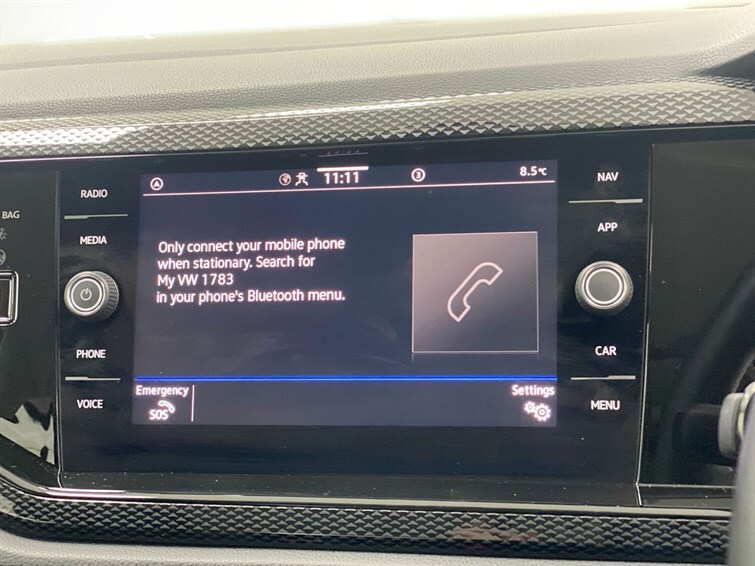 BAG
RADIO
MEDIA
PHONE
VOICE
11:11
3
8.5°C
Only connect your mobile phone
when stationary. Search for
My VW 1783
in your phone's Bluetooth menu.
Emergency
SOS
Settings
NAV
APP
CAR
MENU